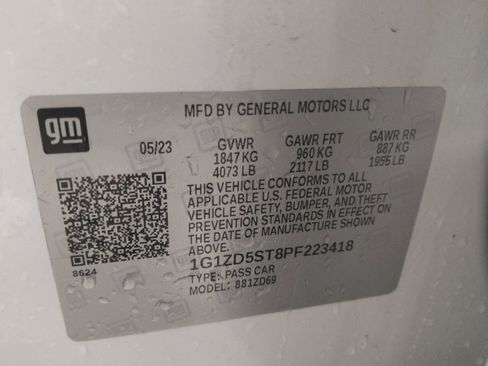 gm
MFD BY GENERAL MOTORS LLC
05/23 GVWR GAWR FRT GAWR RR
1847 KG 960 KG 887 KG
4073 LB 2117 LB 1955 LB
THIS VEHICLE CONFORMS TO ALL
APPLICABLE U.S. FEDERAL MOTOR
VEHICLE SAFETY, BUMPER, AND THEFT
PREVENTION STANDARDS IN EFFECT ON
THE DATE OF MANUFACTURE SHOWN
ABOVE.
8624
1G1ZD5ST8PF223418
TYPE: PASS CAR
MODEL: 881ZD69